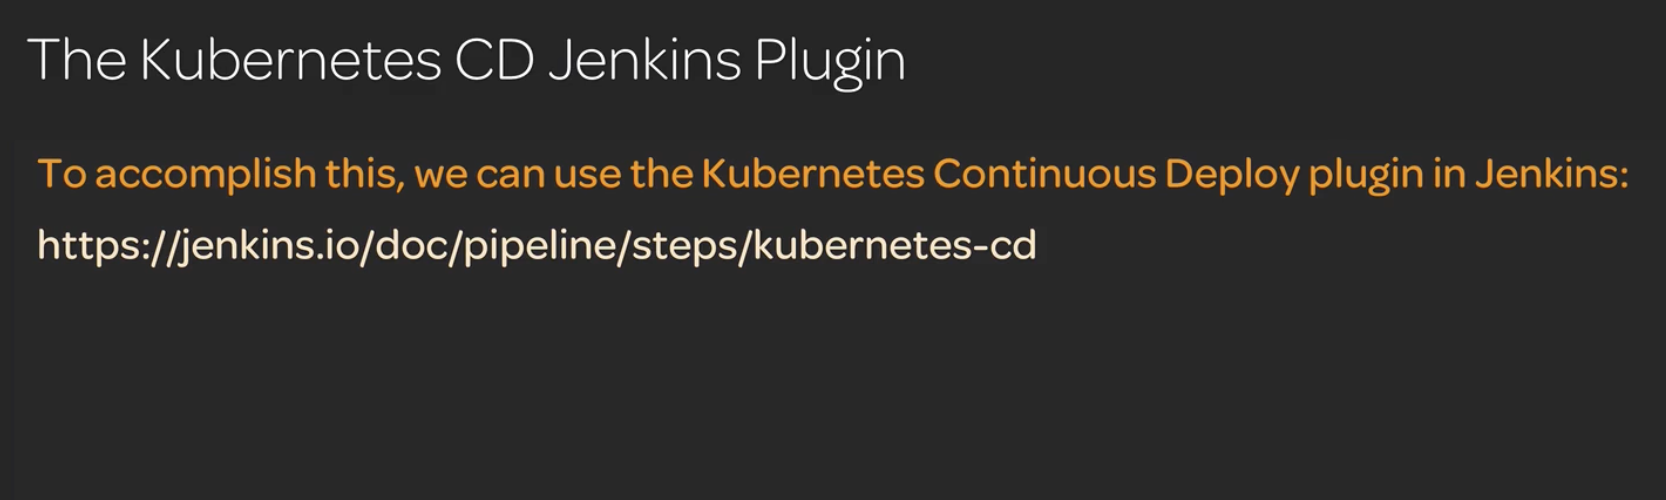 The Kubernetes CD Jenkins Plugin
To accomplish this, we can use the Kubernetes Continuous Deploy plugin in Jenkins:
https://jenkins.io/doc/pipeline/steps/kubernetes-cd